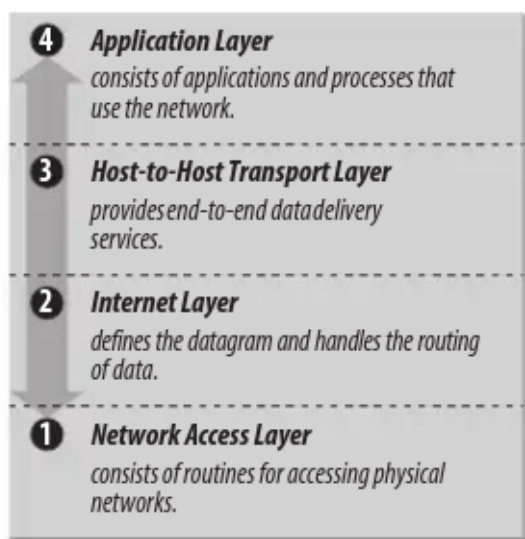 4 Application Layer
consists of applications and processes that
use the network.
3 Host-to-Host Transport Layer
provides end-to-end data delivery
services.
2 Internet Layer
defines the datagram and handles the routing
of data.
1 Network Access Layer
consists of routines for accessing physical
networks.